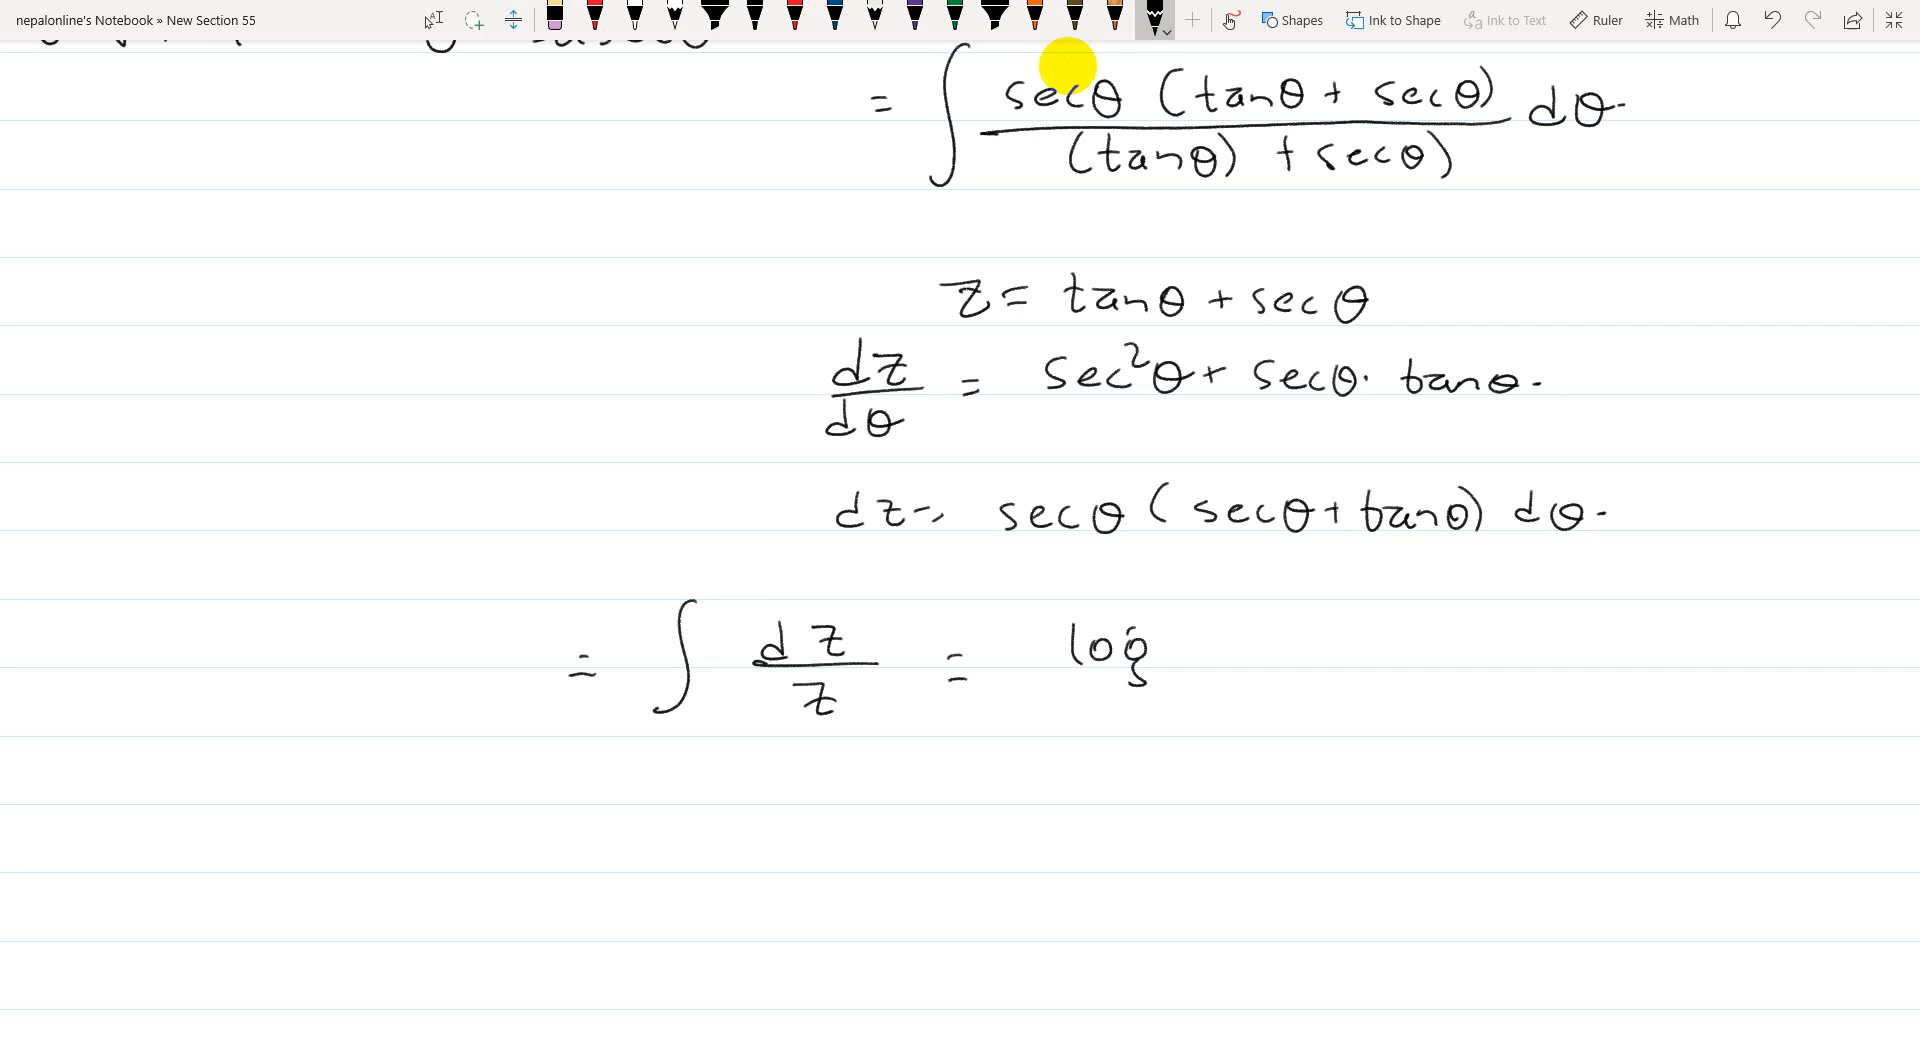 nepalonline's Notebook » New Section 55
Shapes Ink to Shape Ink to Text Ruler Math
= ∫ secθ (tanθ + secθ) / (tanθ) + secθ) dθ.
z = tanθ + secθ
dz/dθ = sec²θ + secθ. tanθ.
dz = secθ (secθ + tanθ) dθ.
= ∫ dz/z = log